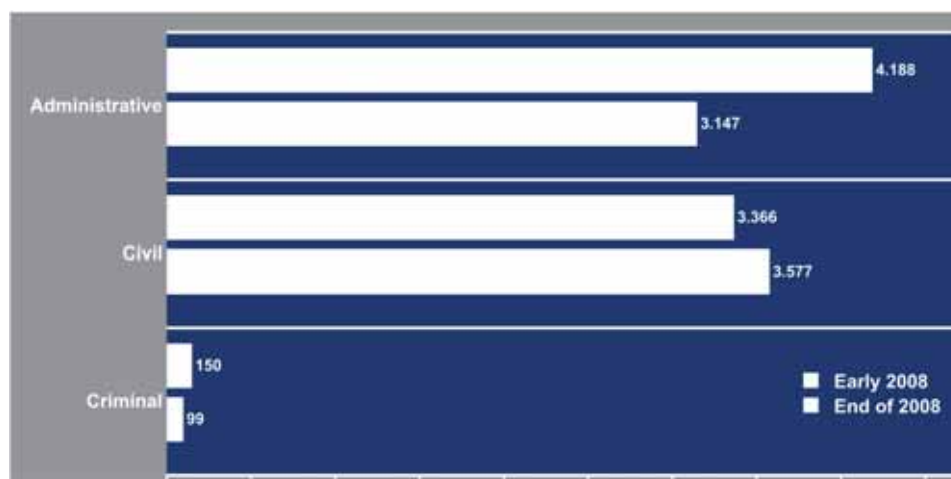 4.188
Administrative
3.147
3.366
Civil
3.577
150
Early 2008
Criminal
End of 2008
99